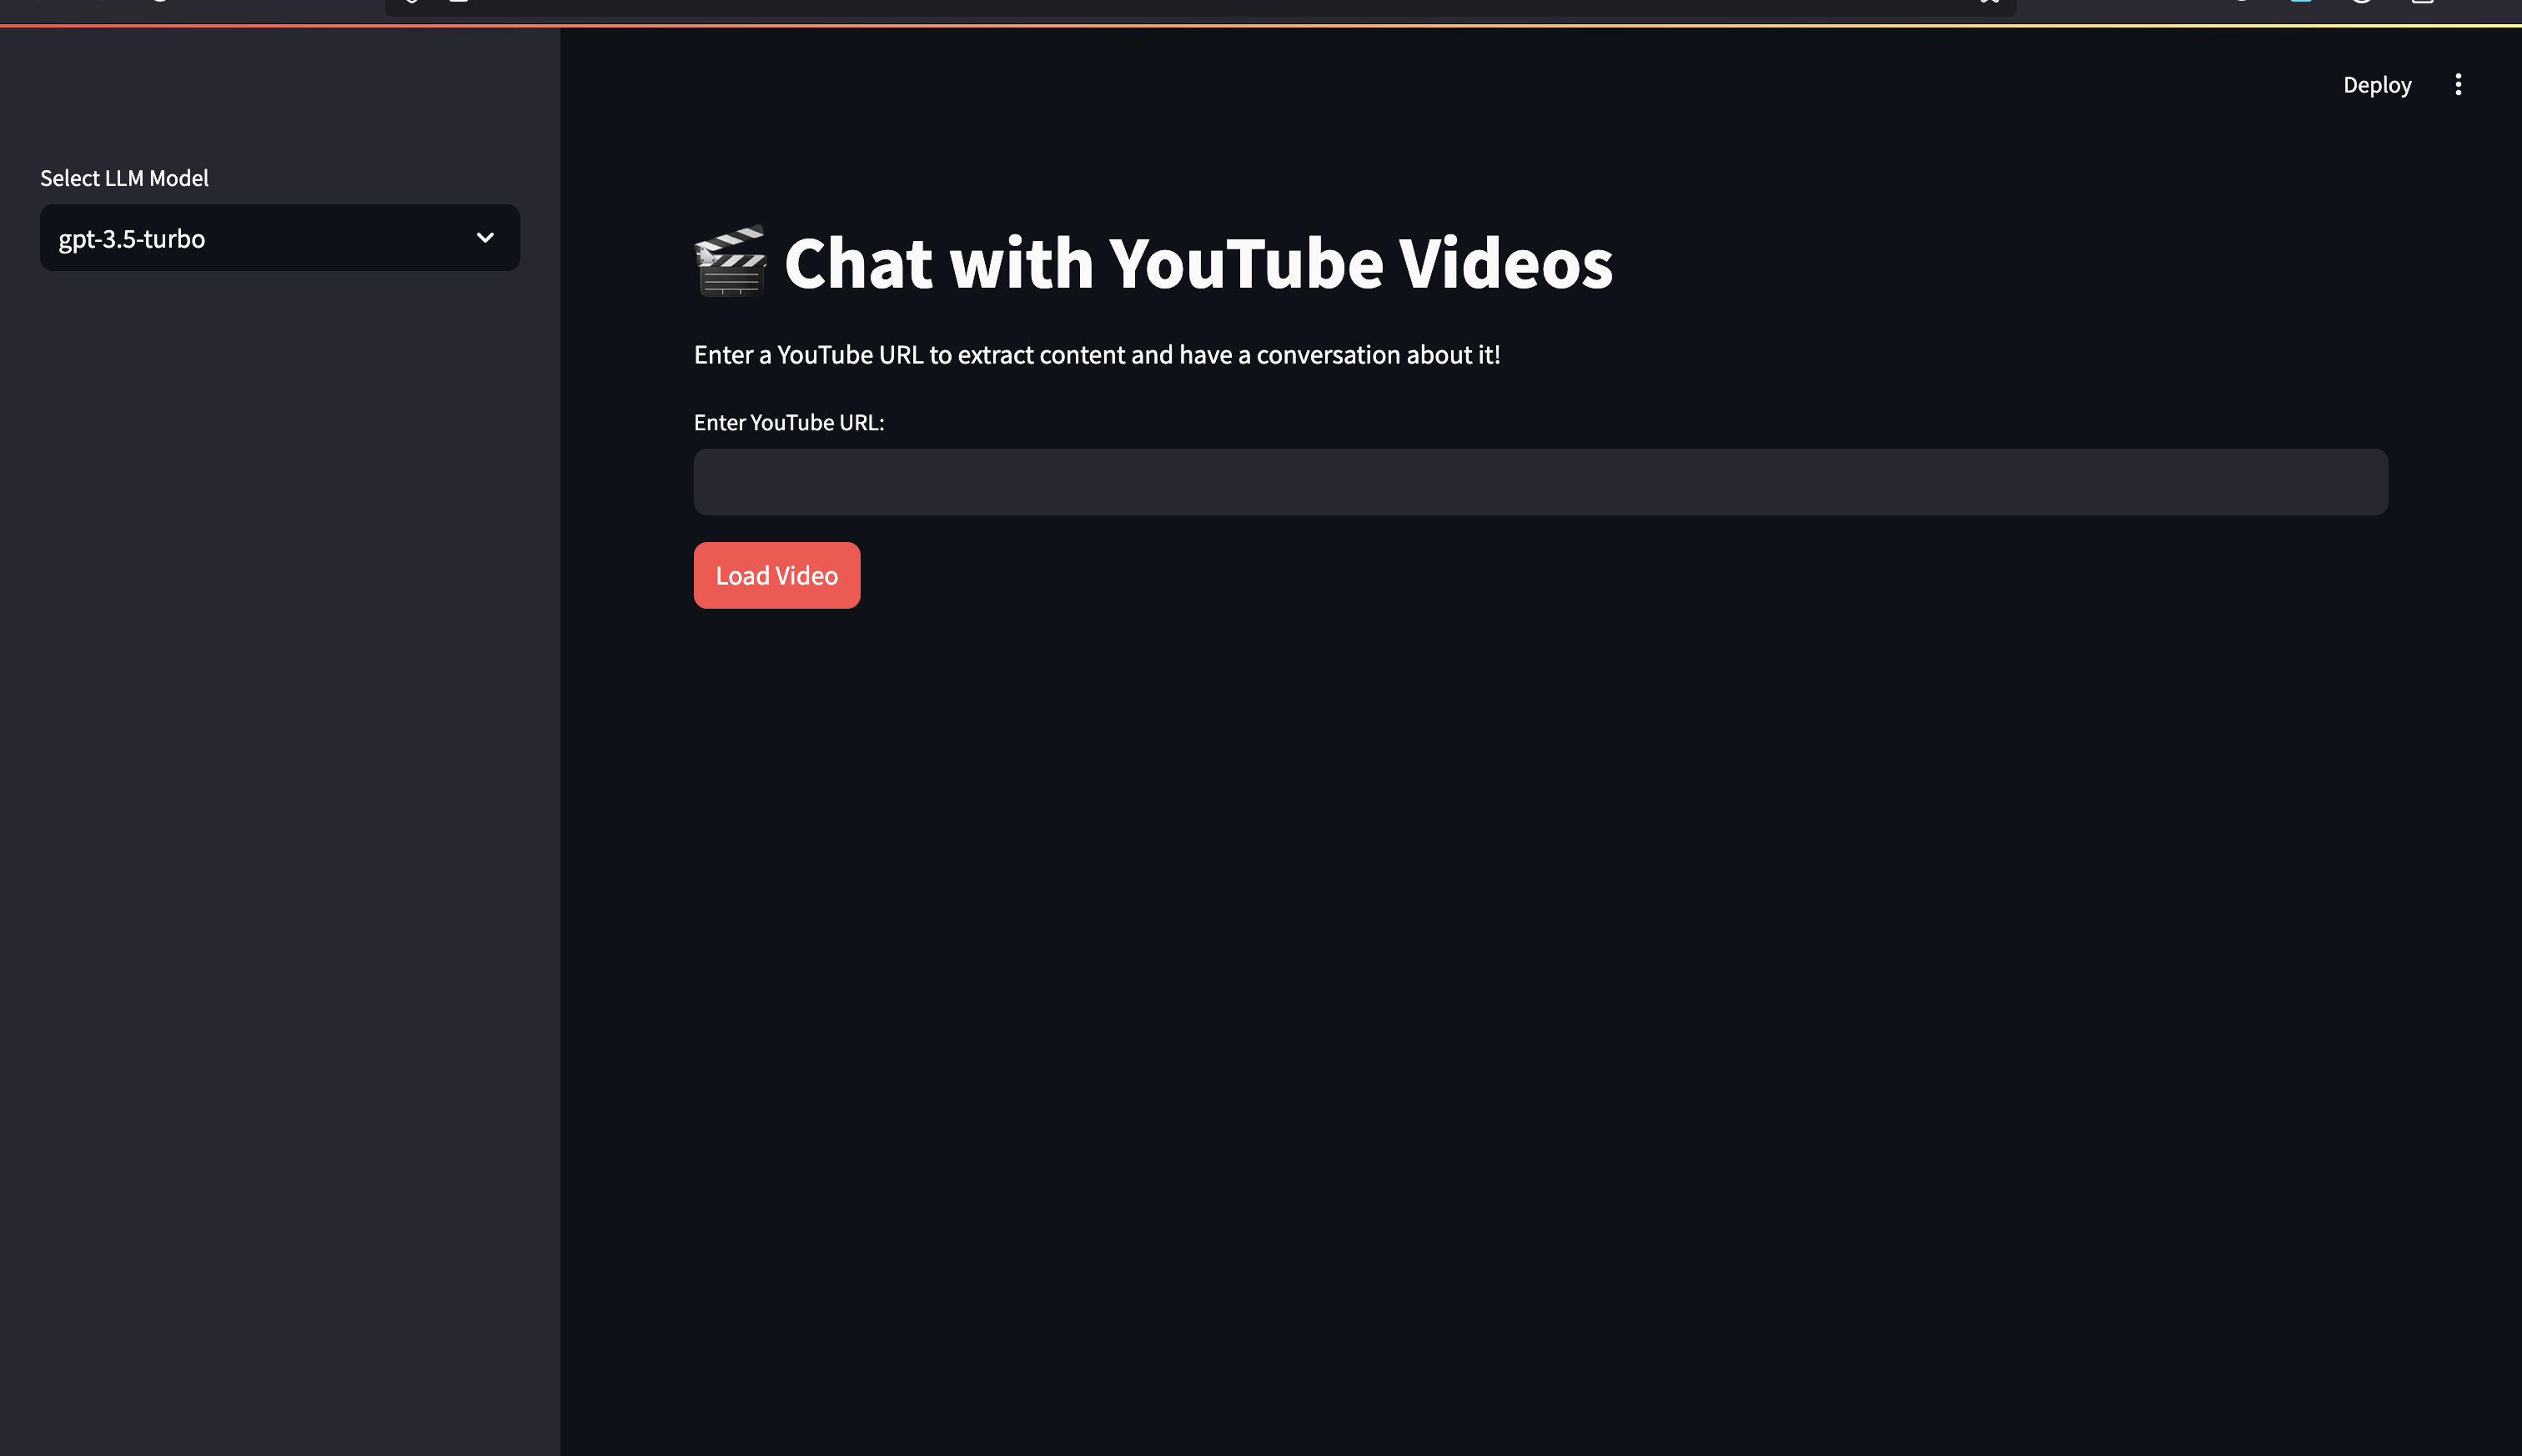 Deploy
Select LLM Model
gpt-3.5-turbo
🎬 Chat with YouTube Videos
Enter a YouTube URL to extract content and have a conversation about it!
Enter YouTube URL:
Load Video